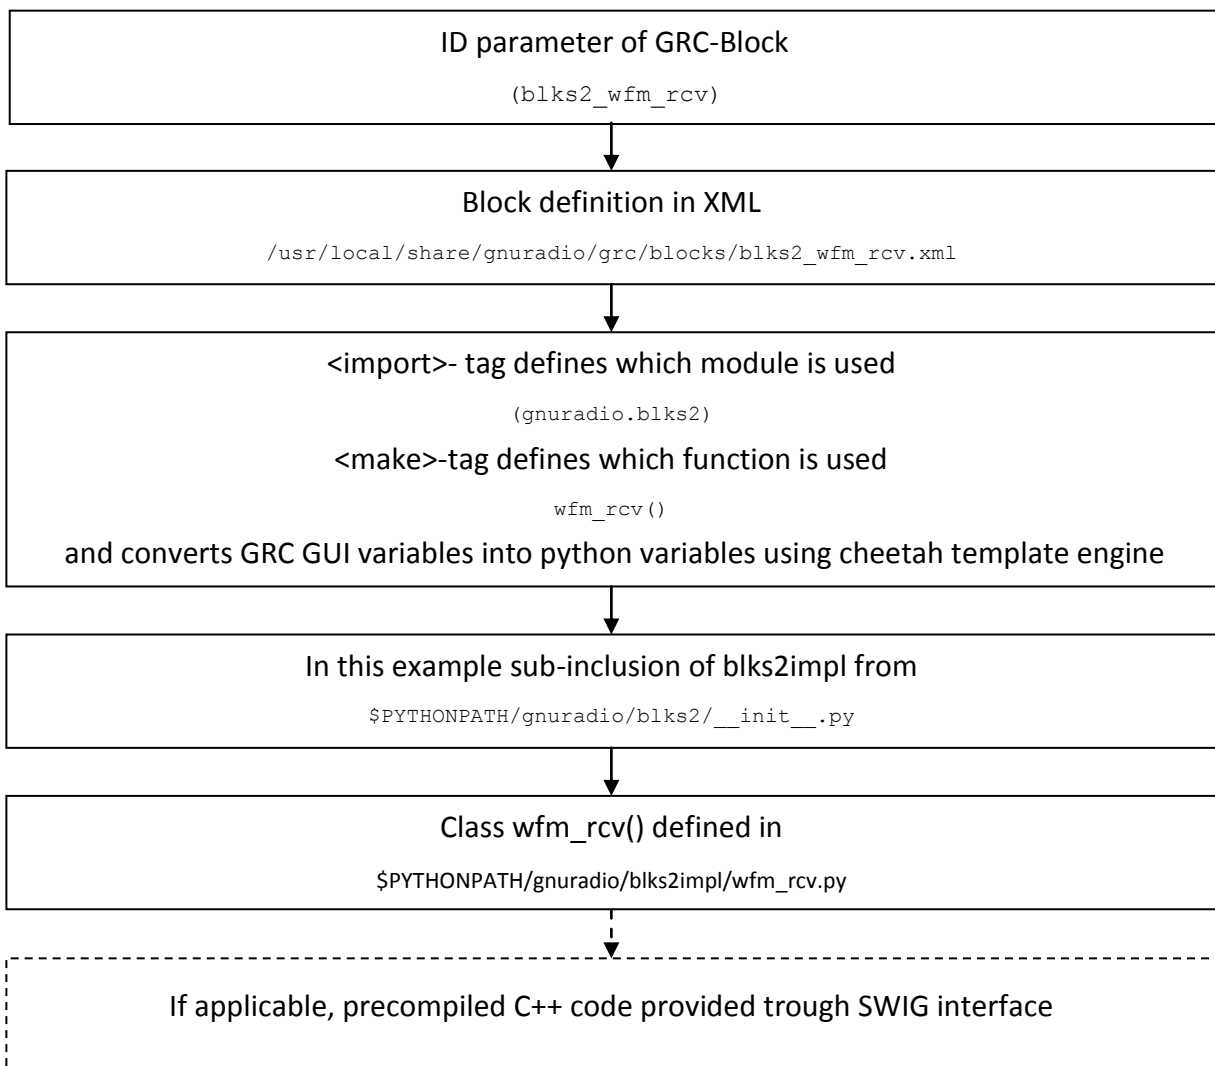 ID parameter of GRC-Block
(blks2_wfm_rcv)
Block definition in XML
/usr/local/share/gnuradio/grc/blocks/blks2_wfm_rcv.xml
<import>- tag defines which module is used
(gnuradio.blks2)
<make>-tag defines which function is used
wfm_rcv()
and converts GRC GUI variables into python variables using cheetah template engine
In this example sub-inclusion of blks2impl from
$PYTHONPATH/gnuradio/blks2/__init__.py
Class wfm_rcv() defined in
$PYTHONPATH/gnuradio/blks2impl/wfm_rcv.py
If applicable, precompiled C++ code provided trough SWIG interface